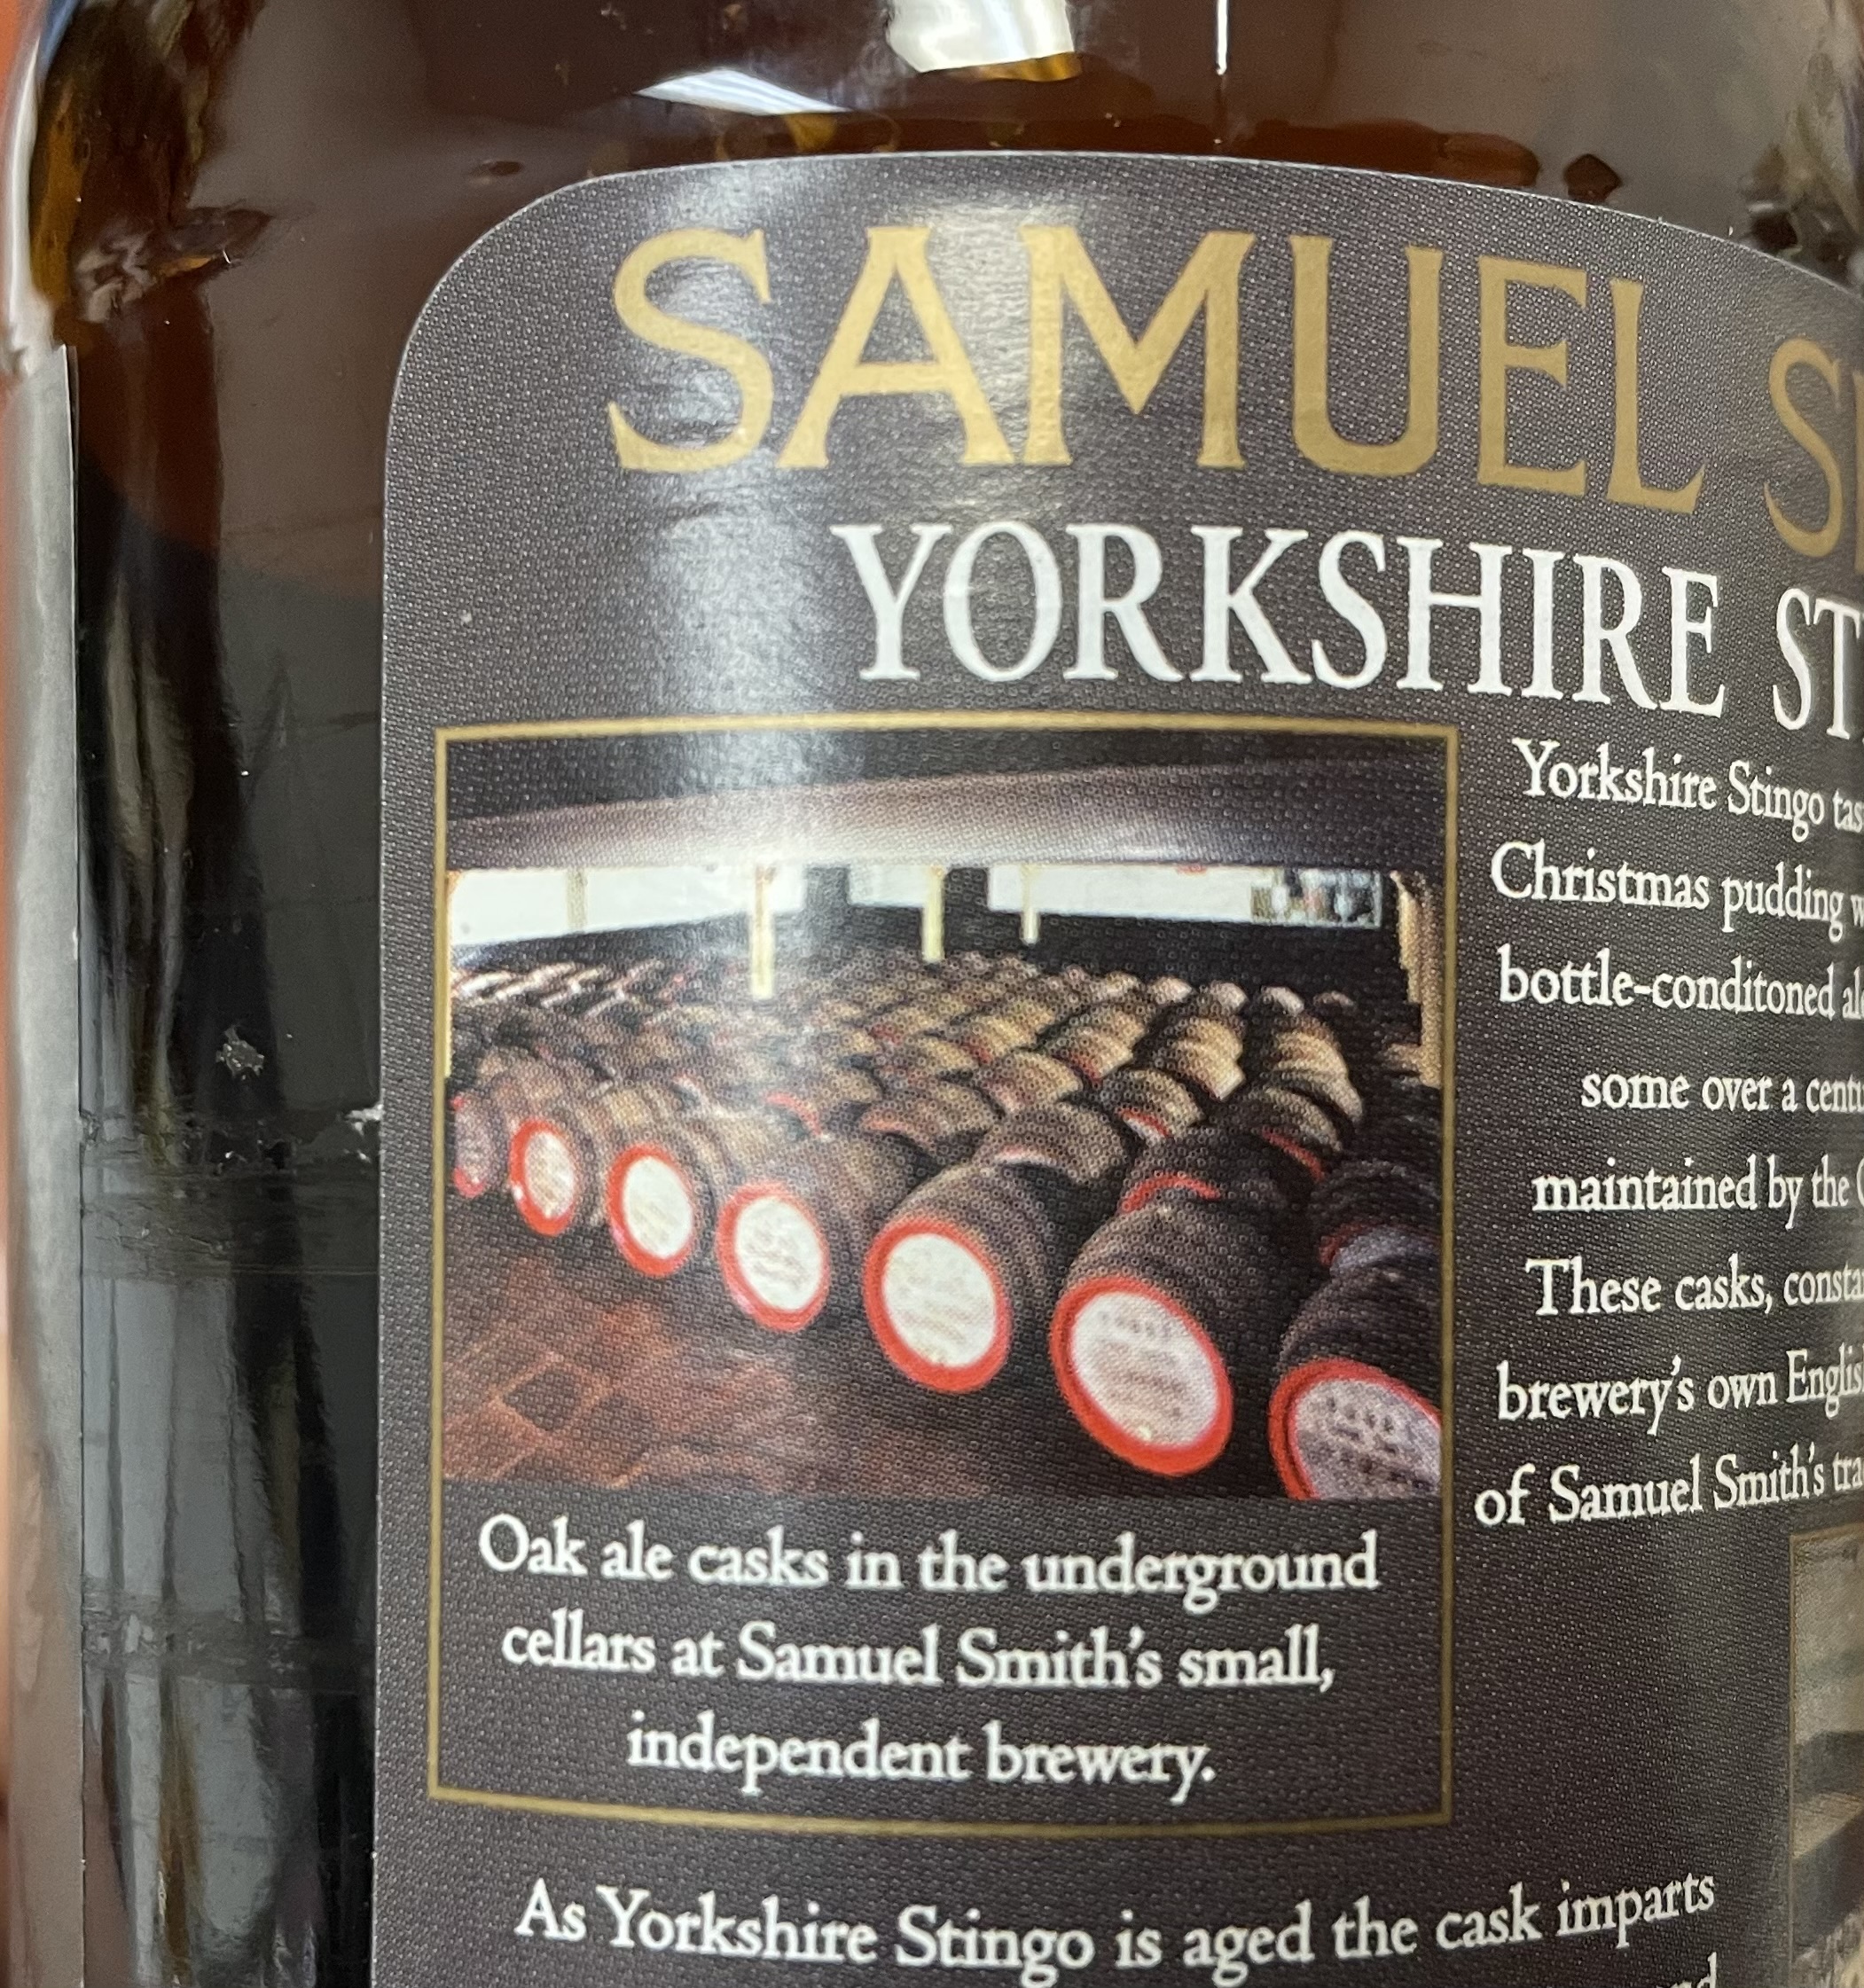 SAMUEL
YORKSHIRE
Yorkshire Stingo
Christmas pudding
bottle-conditoned
some over a
maintained by the
These casks,
brewery's own
of Samuel Smith's
Oak ale casks in the underground
cellars at Samuel Smith's small,
independent brewery.
As Yorkshire Stingo is aged the cask imparts